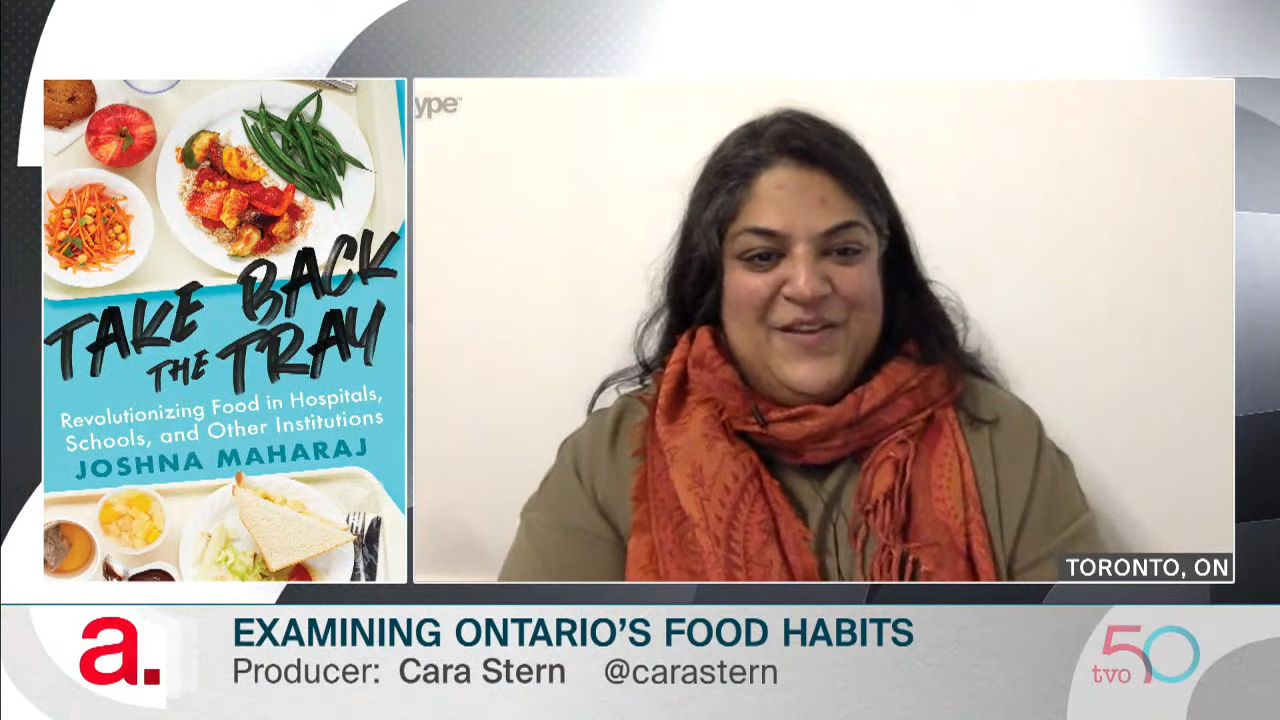 ype
TAKE BACK
THE TRAY
Revolutionizing Food in Hospitals,
Schools, and Other Institutions
JOSHNA MAHARAJ
TORONTO, ON
a.
EXAMINING ONTARIO'S FOOD HABITS
Producer: Cara Stern @carastern
tvo 50